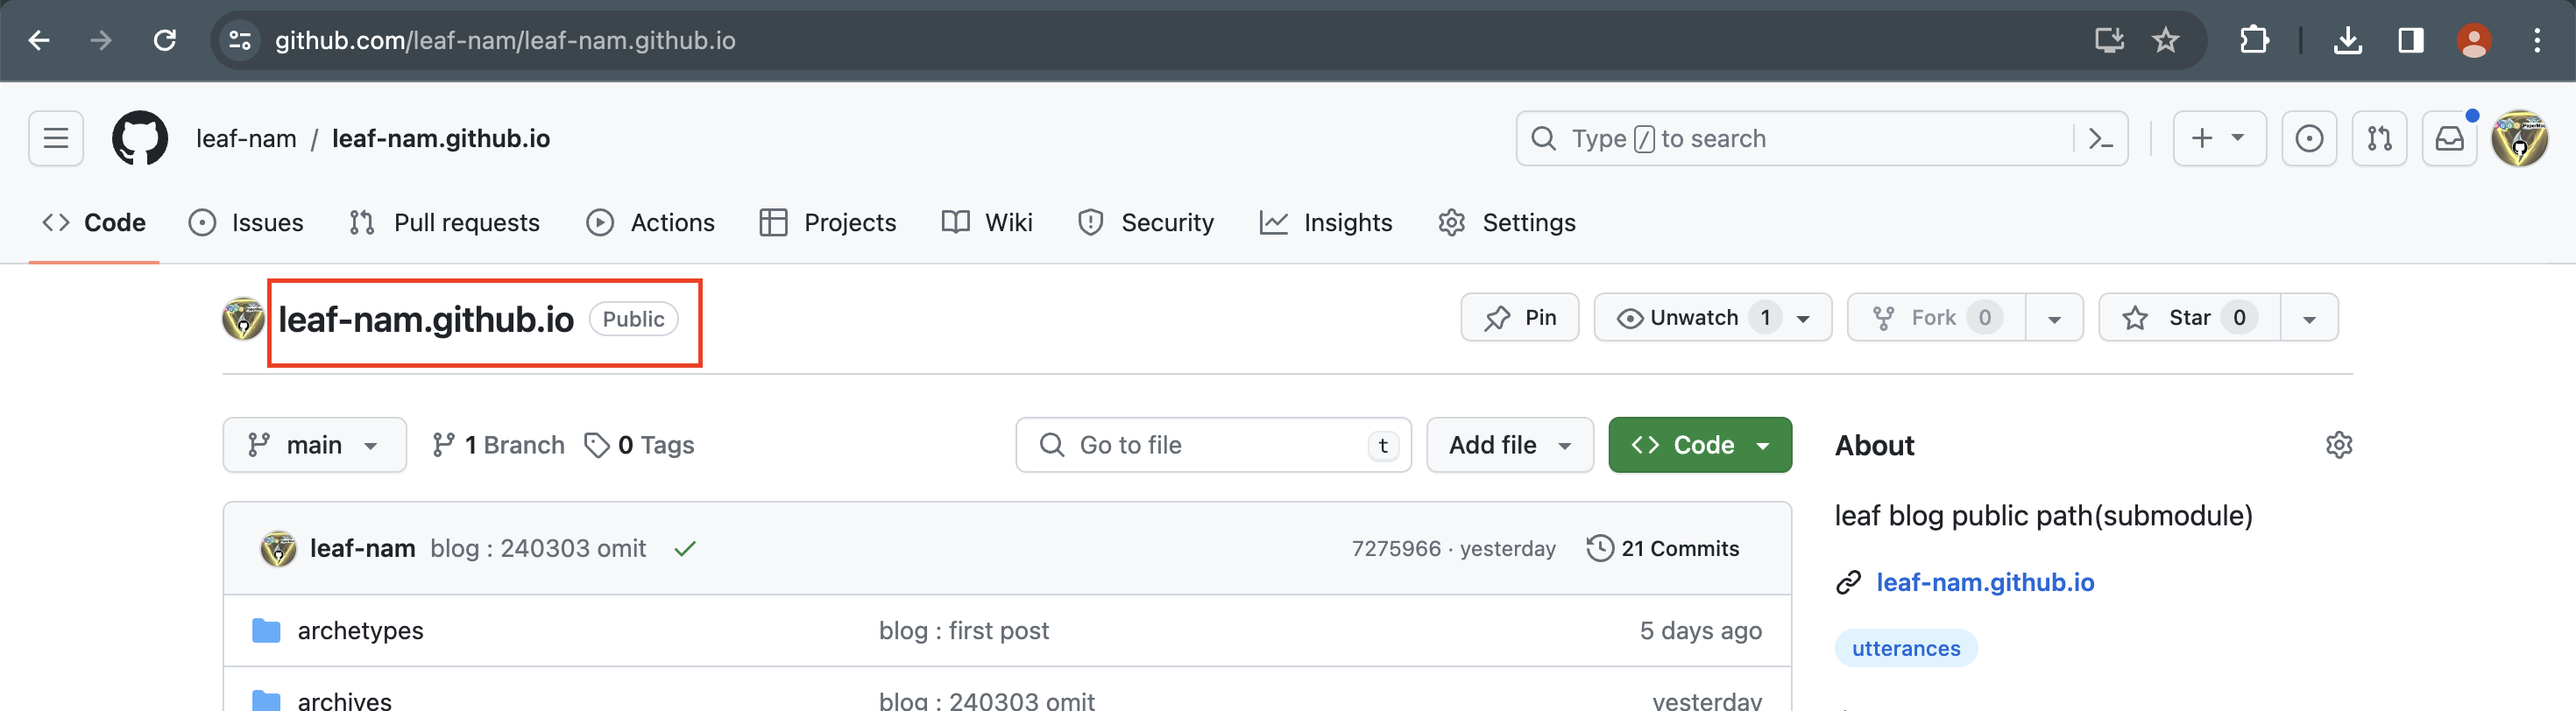 github.com/leaf-nam/leaf-nam.github.io
leaf-nam / leaf-nam.github.io
Type / to search
Code Issues Pull requests Actions Projects Wiki Security Insights Settings
leaf-nam.github.io Public
Pin Unwatch 1 Fork 0 Star 0
main 1 Branch 0 Tags Go to file t Add file Code
About
leaf blog public path(submodule)
leaf-nam.github.io
utterances
leaf-nam blog : 240303 omit 7275966 · yesterday 21 Commits
archetypes blog : first post 5 days ago
archives blog : 240303 omit yesterday